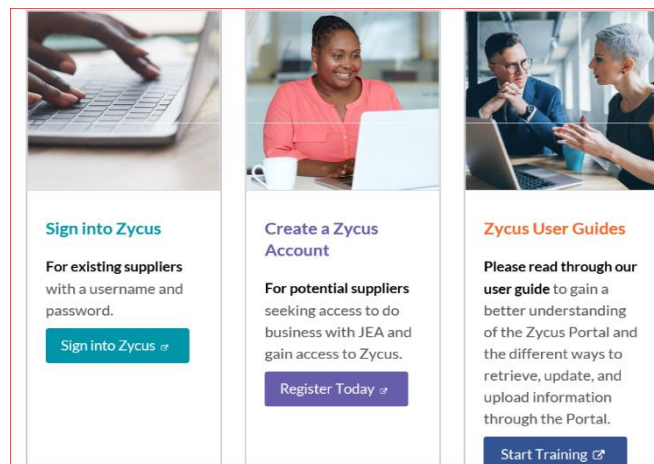 Sign into Zycus
For existing suppliers
with a username and
password.
Sign into Zycus
Create a Zycus
Account
For potential suppliers
seeking access to do
business with JEA and
gain access to Zycus.
Register Today
Zycus User Guides
Please read through our
user guide to gain a
better understanding
of the Zycus Portal and
the different ways to
retrieve, update, and
upload information
through the Portal.
Start Training